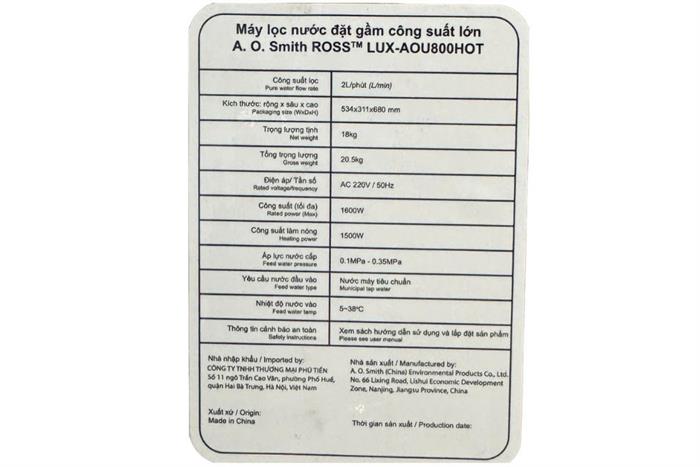 Máy lọc nước đặt gầm công suất lớn
A. O. Smith ROSS™ LUX-AOU800HOT
Công suất lọc
Pure water flow rate
2L/phút (L/min)
Kích thước: rộng x sâu x cao
Packaging size (WxDxH)
534x311x680 mm
Trọng lượng tịnh
Net weight
18kg
Tổng trọng lượng
Gross weight
20.5kg
Điện áp/Tần số
Rated voltage/frequency
AC 220V / 50Hz
Công suất (tối đa)
Rated power (Max)
1600W
Công suất làm nóng
Heating power
1500W
Áp lực nước cấp
Feed water pressure
0.1MPa - 0.35MPa
Yêu cầu nước đầu vào
Feed water type
Nước máy tiêu chuẩn
Municipal tap water
Nhiệt độ nước vào
Feed water temp
5~38°C
Thông tin cảnh báo an toàn
Safety instructions
Xem sách hướng dẫn sử dụng và lắp đặt sản phẩm
Please see user manual
Nhà nhập khẩu / Imported by:
CÔNG TY TNHH THƯƠNG MẠI PHÚ TIẾN
Số 11 ngõ Trần Cao Vân, phường Phố Huế,
quận Hai Bà Trưng, Hà Nội, Việt Nam
Nhà sản xuất / Manufactured by:
A. O. Smith (China) Environmental Products Co., Ltd.
No. 66 Lixing Road, Lishui Economic Development
Zone, Nanjing, Jiangsu Province, China
Xuất xứ / Origin:
Made in China
Thời gian sản xuất / Production date: